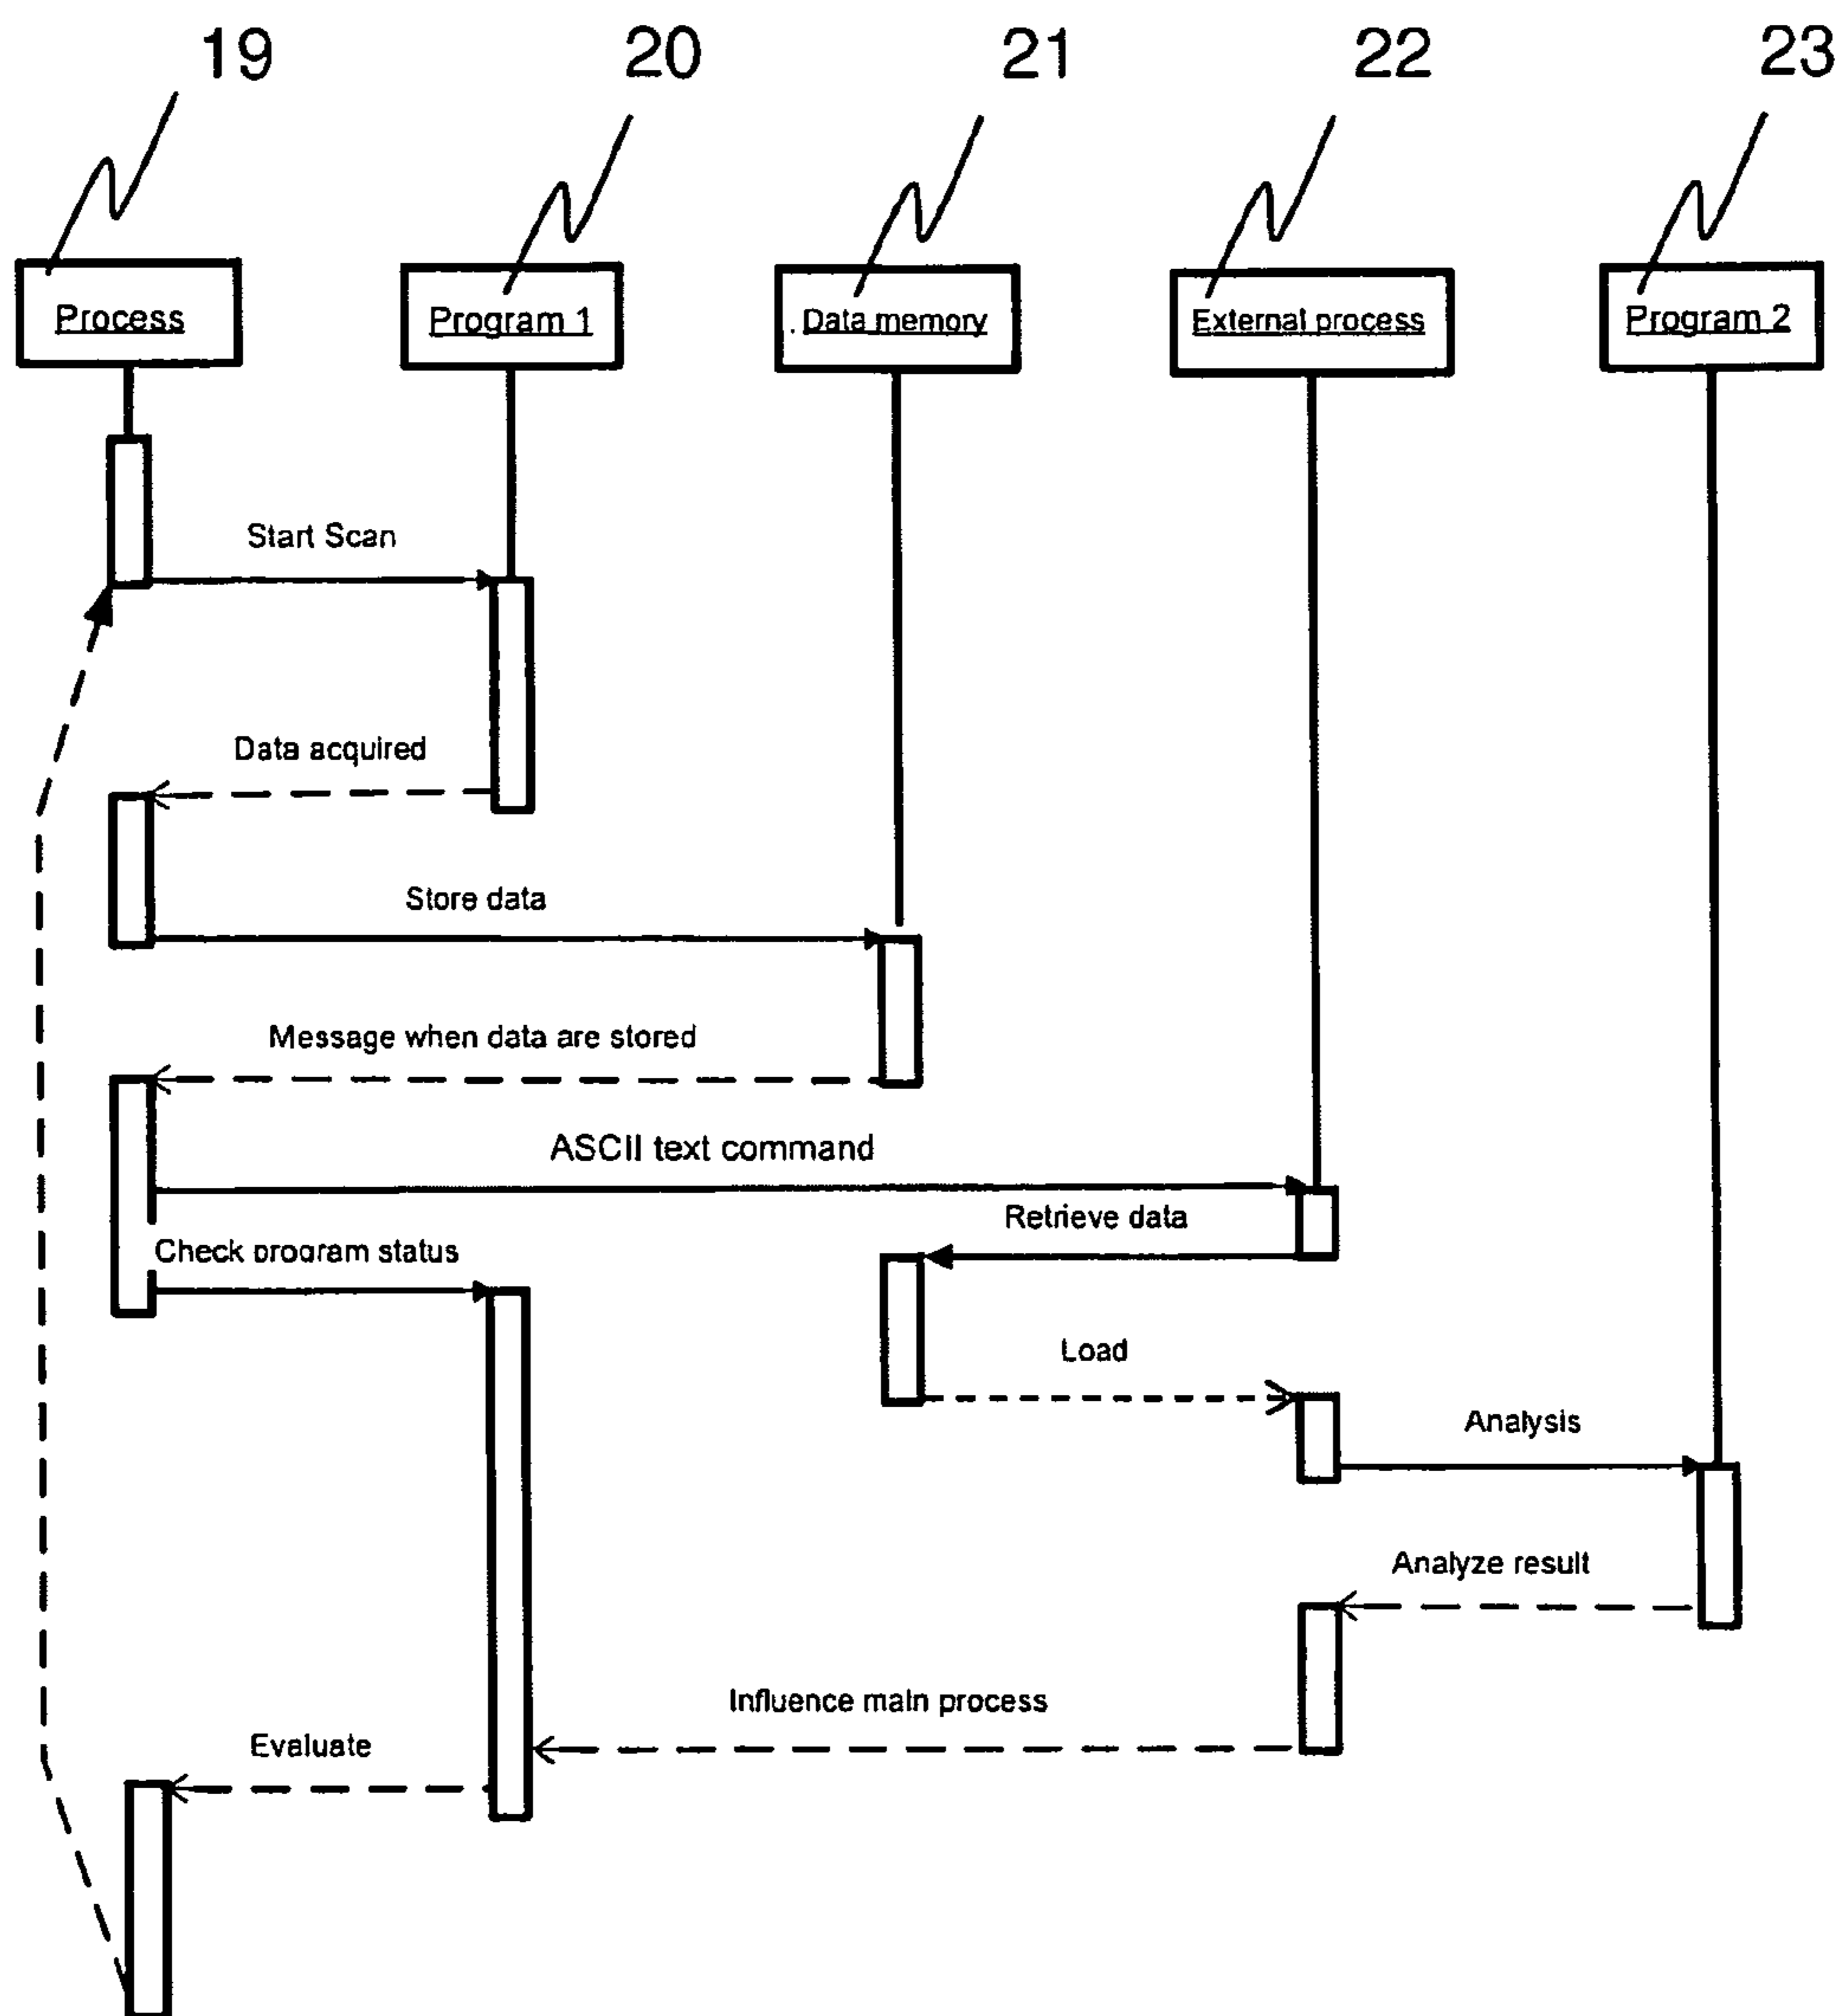 19
20
21
22
23
Process
Program 1
Data memory
External process
Program 2
Start Scan
Data acquired
Store data
Message when data are stored
ASCII text command
Retrieve data
Check program status
Load
Analysis
Analyze result
Influence main process
Evaluate